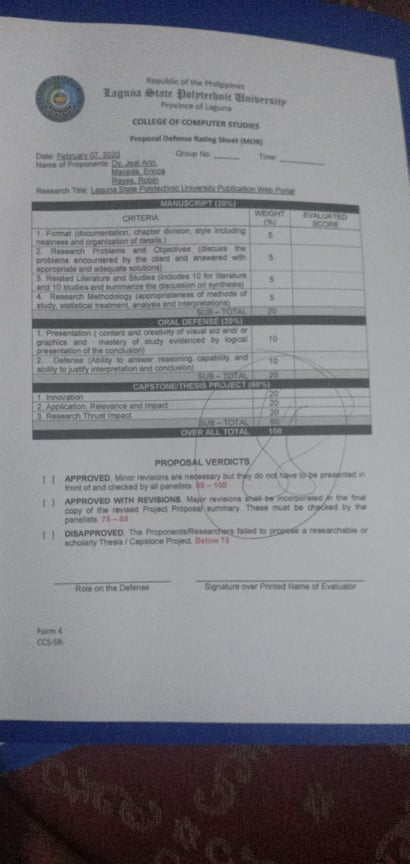 Republic of the Philippines
Laguna State Polytechnic University
Province of Laguna
COLLEGE OF COMPUTER STUDIES
Proposal Defense Rating Sheet (MOR)
Date: February 07, 2020 Group No. ______ Time: __________
Name of Proponents: Dy, Jeal Ann,
Maceda, Ericca
Reyes, Robin
Research Title: Laguna State Polytechnic University Publication Web Portal
MANUSCRIPT (20%)
CRITERIA WEIGHT (%) EVALUATED SCORE
1. Format (documentation, chapter division, style including
neatness and organization of details.) 5
2. Research Problems and Objectives (discuss the
problems encountered by the client and answered with
appropriate and adequate solutions) 5
3. Related Literature and Studies (includes 10 for literature
and 10 studies and summarize the discussion on synthesis) 5
4. Research Methodology (appropriateness of methods of
study, statistical treatment, analysis and interpretations) 5
SUB – TOTAL 20
ORAL DEFENSE (20%)
1. Presentation ( content and creativity of visual aid and/ or
graphics and mastery of study evidenced by logical
presentation of the conclusion) 10
2. Defense (Ability to answer reasoning capability and
ability to justify interpretation and conclusion) 10
SUB – TOTAL 20
CAPSTONE/THESIS PROJECT (60%)
1. Innovation 20
2. Application, Relevance and Impact 20
3. Research Thrust Impact 20
SUB – TOTAL 60
OVER ALL TOTAL 100
PROPOSAL VERDICTS
[ ] APPROVED. Minor revisions are necessary but they do not have to be presented in
front of and checked by all panelists. 86 – 100
[ ] APPROVED WITH REVISIONS. Major revisions shall be incorporated in the final
copy of the revised Project Proposal summary. These must be checked by the
panelists. 75 – 85
[ ] DISAPPROVED. The Proponents/Researchers failed to propose a researchable or
scholarly Thesis / Capstone Project. Below 75
Role on the Defense Signature over Printed Name of Evaluator
Form 4
CCS-SR-